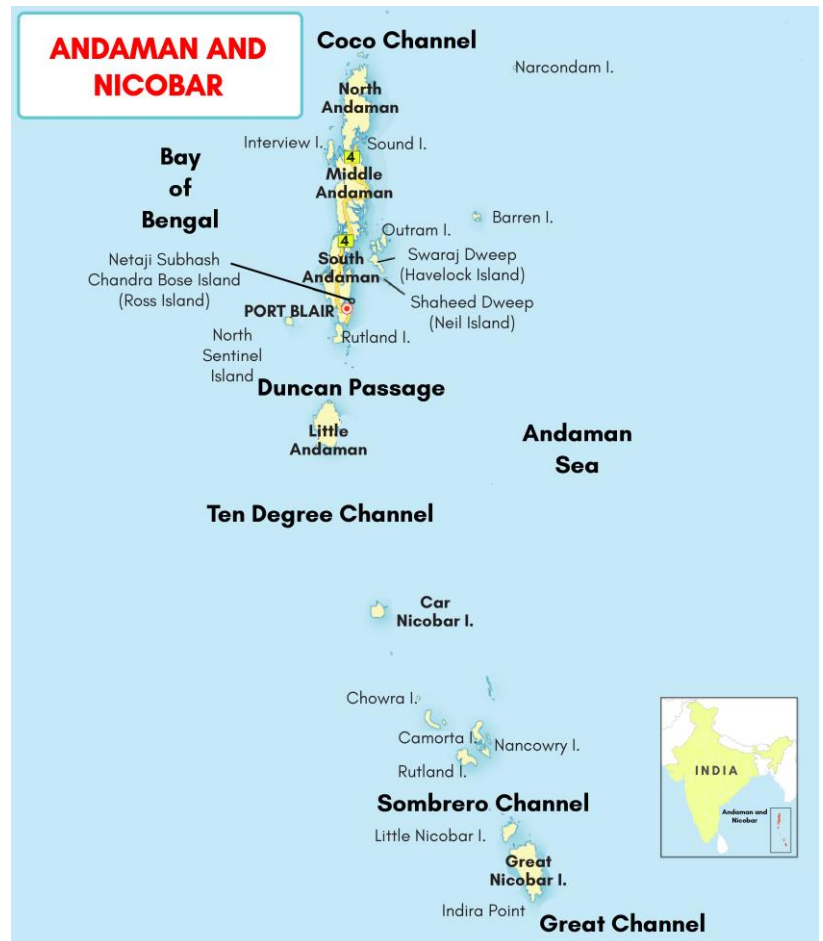 ANDAMAN AND
NICOBAR
Coco Channel
Narcondam I.
North
Andaman
Interview I.
Sound I.
4
Bay
of
Bengal
Middle
Andaman
Barren I.
Outram I.
4
Swaraj Dweep
(Havelock Island)
Netaji Subhash
Chandra Bose Island
(Ross Island)
South
Andaman
Shaheed Dweep
(Neil Island)
PORT BLAIR
Rutland I.
North
Sentinel
Island
Duncan Passage
Little
Andaman
Andaman
Sea
Ten Degree Channel
Car
Nicobar I.
Chowra I.
Camorta I.
Nancowry I.
Rutland I.
INDIA
Andaman and
Nicobar
Sombrero Channel
Little Nicobar I.
Great
Nicobar I.
Indira Point
Great Channel